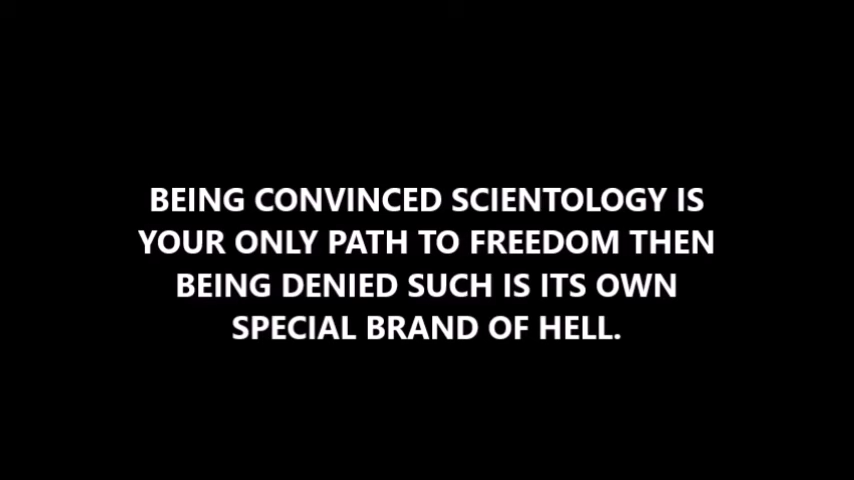 BEING CONVINCED SCIENTOLOGY IS
YOUR ONLY PATH TO FREEDOM THEN
BEING DENIED SUCH IS ITS OWN
SPECIAL BRAND OF HELL.